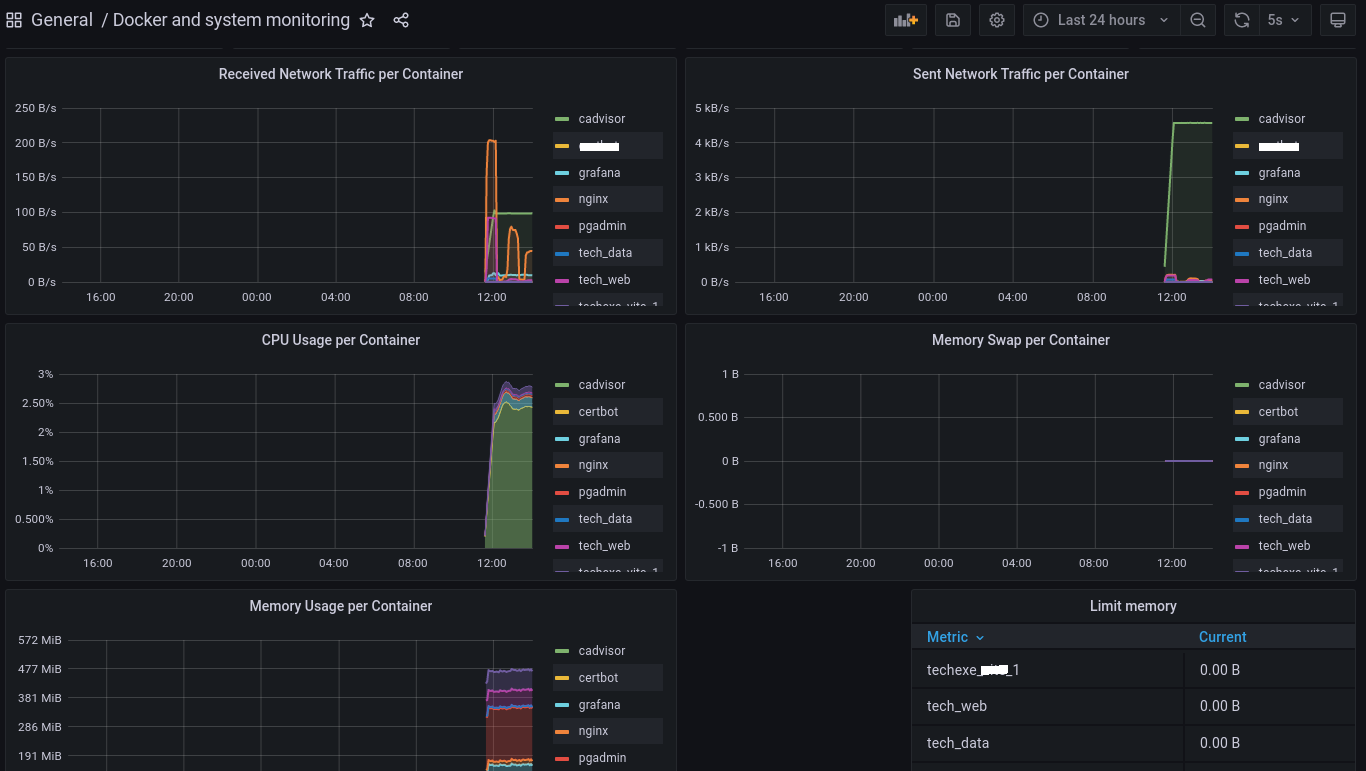 General / Docker and system monitoring
Last 24 hours
5s
Received Network Traffic per Container
250 B/s
200 B/s
150 B/s
100 B/s
50 B/s
0 B/s
16:00 20:00 00:00 04:00 08:00 12:00
cadvisor
grafana
nginx
pgadmin
tech_data
tech_web
Sent Network Traffic per Container
5 kB/s
4 kB/s
3 kB/s
2 kB/s
1 kB/s
0 B/s
16:00 20:00 00:00 04:00 08:00 12:00
cadvisor
grafana
nginx
pgadmin
tech_data
tech_web
CPU Usage per Container
3%
2.50%
2%
1.50%
1%
0.500%
0%
16:00 20:00 00:00 04:00 08:00 12:00
cadvisor
certbot
grafana
nginx
pgadmin
tech_data
tech_web
Memory Swap per Container
1 B
0.500 B
0 B
-0.500 B
-1 B
16:00 20:00 00:00 04:00 08:00 12:00
cadvisor
certbot
grafana
nginx
pgadmin
tech_data
tech_web
Memory Usage per Container
572 MiB
477 MiB
381 MiB
286 MiB
191 MiB
cadvisor
certbot
grafana
nginx
pgadmin
Limit memory
Metric Current
techexe_ _1 0.00 B
tech_web 0.00 B
tech_data 0.00 B